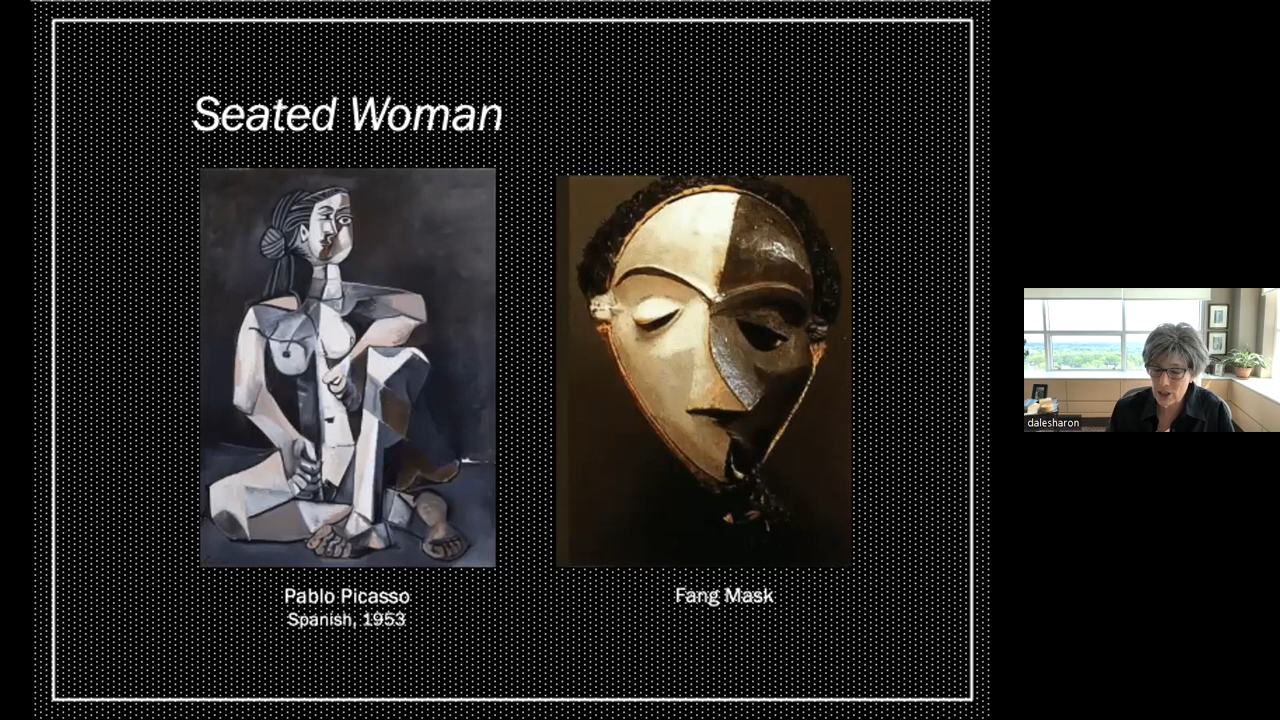 Seated Woman
Pablo Picasso
Spanish, 1953
Fang Mask
dalesharon